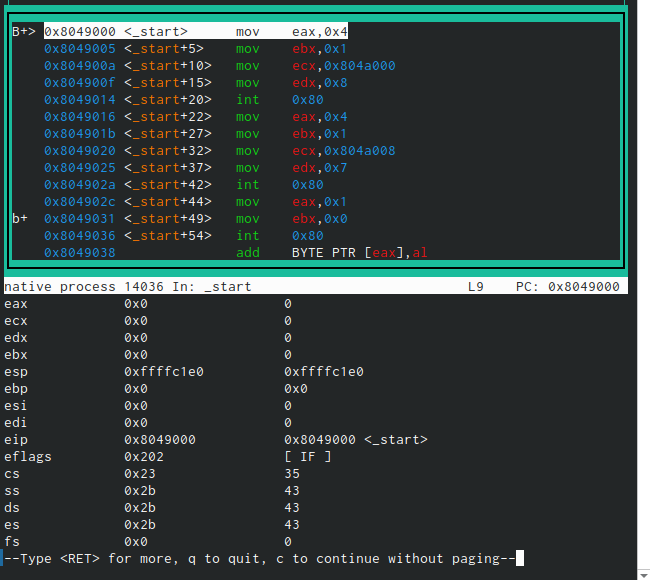 B+> 0x8049000 <_start>      mov    eax,0x4
    0x8049005 <_start+5>    mov    ebx,0x1
    0x804900a <_start+10>   mov    ecx,0x804a000
    0x804900f <_start+15>   mov    edx,0x8
    0x8049014 <_start+20>   int    0x80
    0x8049016 <_start+22>   mov    eax,0x4
    0x804901b <_start+27>   mov    ebx,0x1
    0x8049020 <_start+32>   mov    ecx,0x804a008
    0x8049025 <_start+37>   mov    edx,0x7
    0x804902a <_start+42>   int    0x80
    0x804902c <_start+44>   mov    eax,0x1
b+  0x8049031 <_start+49>   mov    ebx,0x0
    0x8049036 <_start+54>   int    0x80
    0x8049038               add    BYTE PTR [eax],al
native process 14036 In: _start                               L9    PC: 0x8049000
eax            0x0                 0
ecx            0x0                 0
edx            0x0                 0
ebx            0x0                 0
esp            0xffffc1e0          0xffffc1e0
ebp            0x0                 0x0
esi            0x0                 0
edi            0x0                 0
eip            0x8049000           0x8049000 <_start>
eflags         0x202               [ IF ]
cs             0x23                35
ss             0x2b                43
ds             0x2b                43
es             0x2b                43
fs             0x0                 0
--Type <RET> for more, q to quit, c to continue without paging--